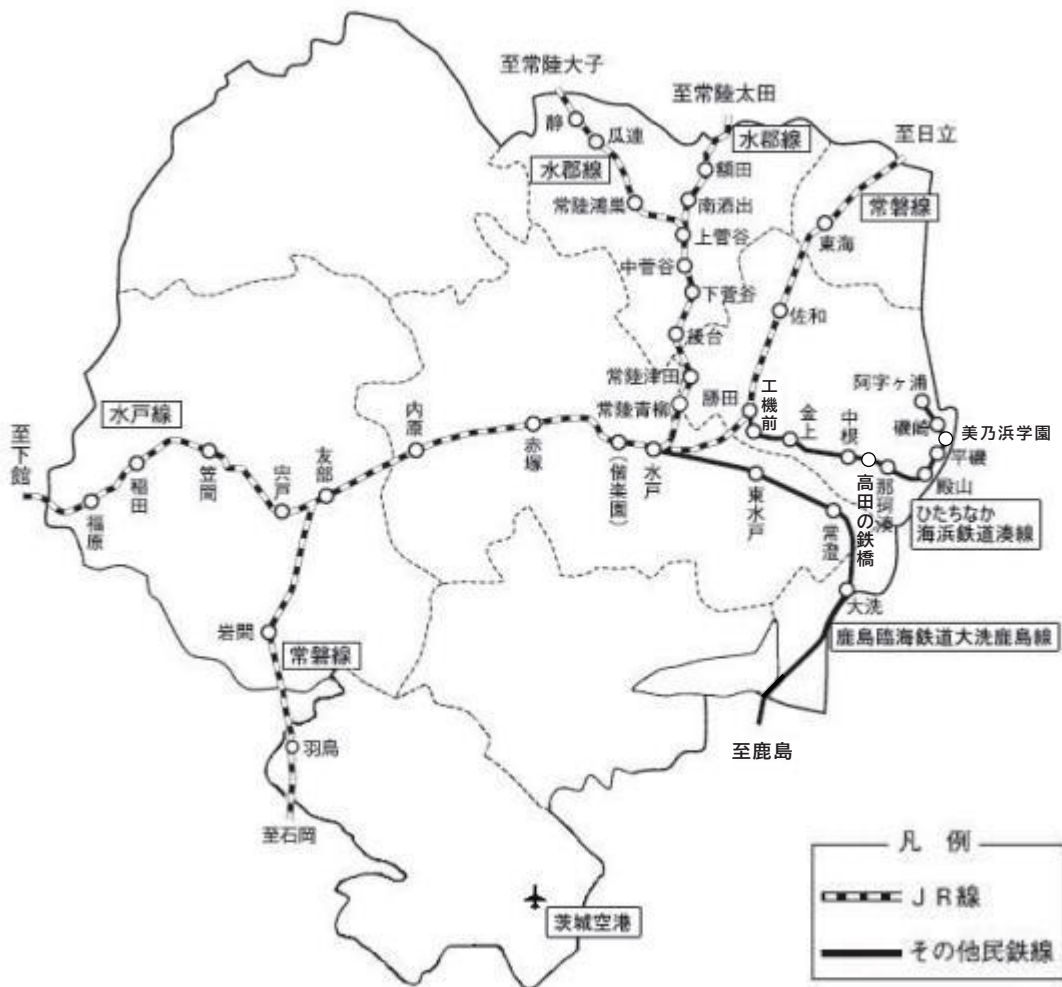 至常陸大子
至常陸太田
至日立
静
瓜連
水郡線
水郡線
額田
常陸鴻巣
南酒出
常磐線
上菅谷
東海
中菅谷
下菅谷
佐和
後台
常陸津田
阿字ヶ浦
勝田
工機前
金上
中根
磯崎
美乃浜学園
常陸青柳
平磯
水戸線
内原
至下館
友部
宍戸
笠間
稲田
福原
赤塚
(偕楽園)
水戸
東水戸
高田の鉄橋
那珂湊
殿山
ひたちなか
海浜鉄道湊線
常澄
大洗
岩間
常磐線
鹿島臨海鉄道大洗鹿島線
羽鳥
至鹿島
至石岡
茨城空港
凡 例
JR線
その他民鉄線